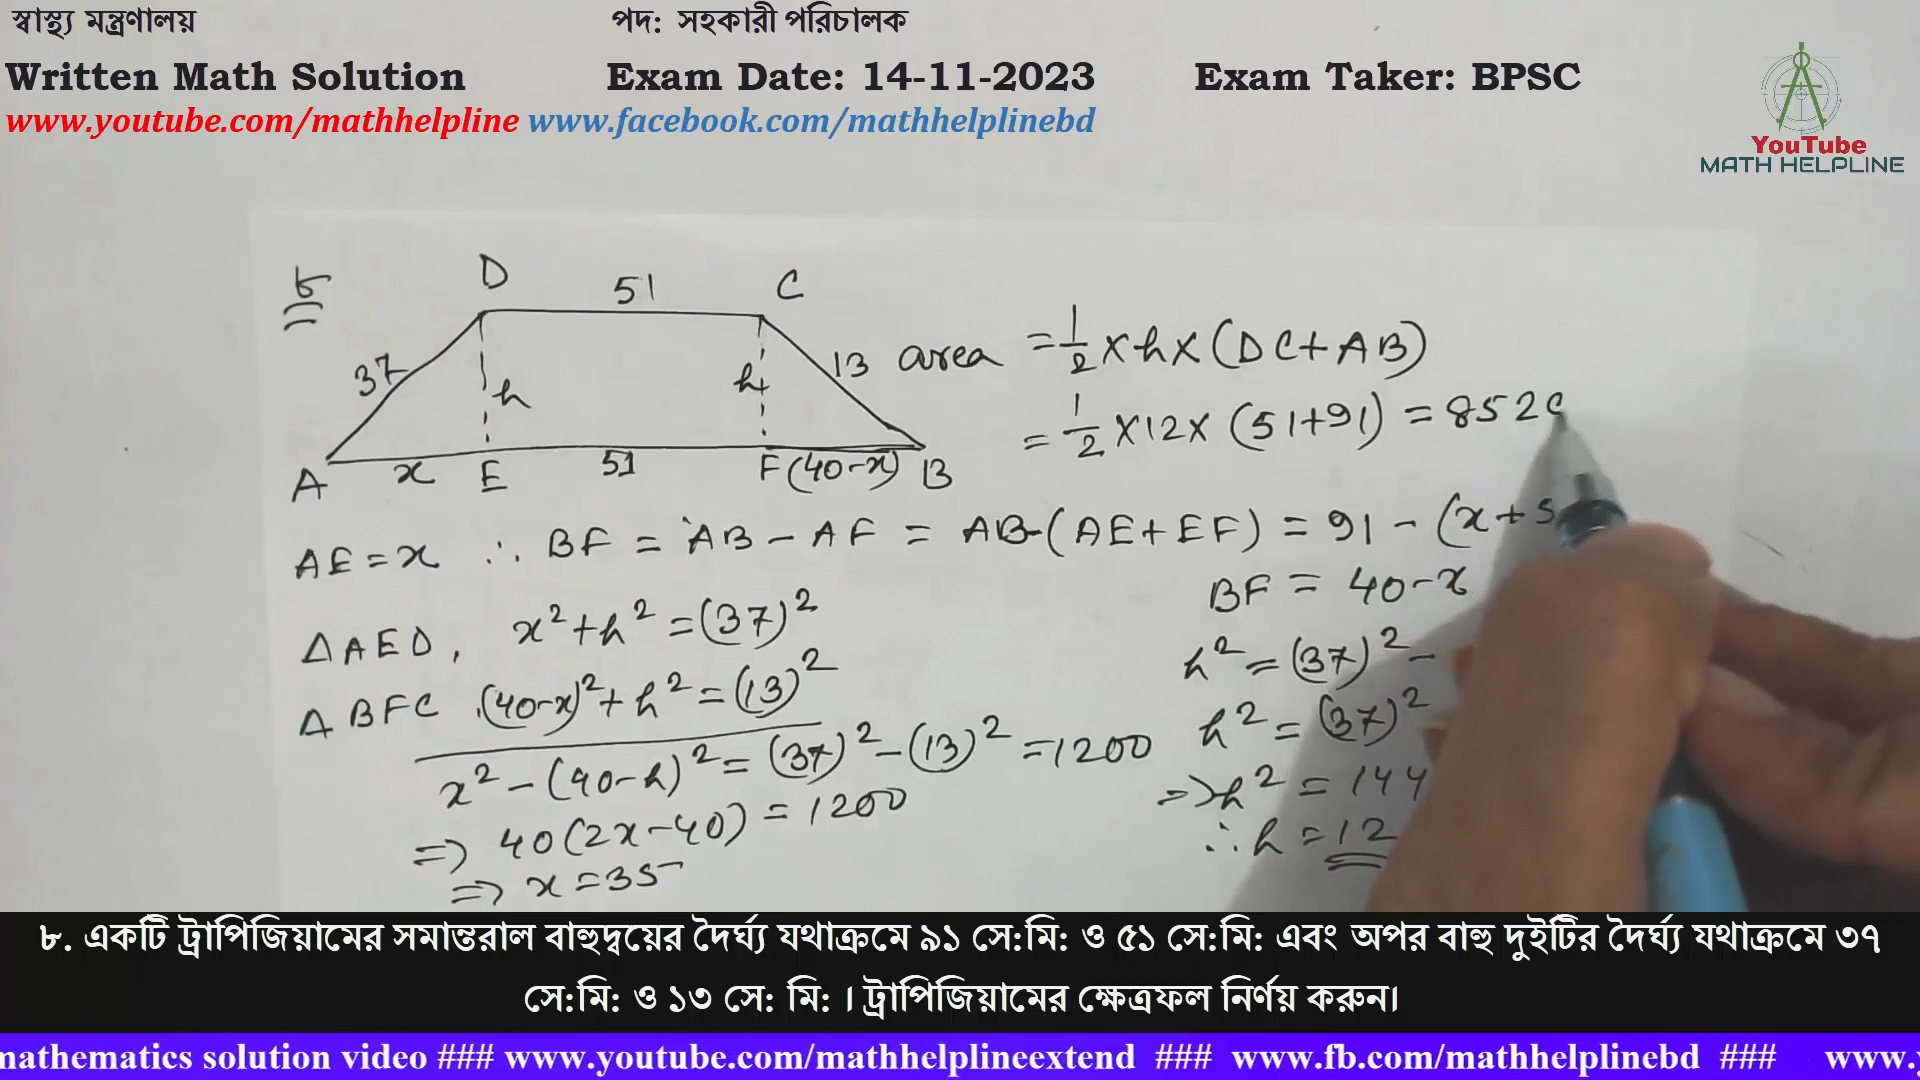 স্বাস্থ্য মন্ত্রণালয় পদ: সহকারী পরিচালক
Written Math Solution Exam Date: 14-11-2023 Exam Taker: BPSC
www.youtube.com/mathhelpline www.facebook.com/mathhelplinebd
YouTube
MATH HELPLINE
৮
D 51 C
37 h h 13
A x E 51 F (40-x) B
area = 1/2 × h × (DC + AB)
= 1/2 × 12 × (51+91) = 852
AE = x ∴ BF = AB - AF = AB-(AE+EF) = 91 - (x+5
BF = 40-x
△AED, x² + h² = (37)²
△BFC (40-x)² + h² = (13)²
x² - (40-h)² = (37)² - (13)² = 1200
=> 40(2x-40) = 1200
=> x = 35
h² = (37)² -
h² = (37)²
=> h² = 144
∴ h = 12
৮. একটি ট্রাপিজিয়ামের সমান্তরাল বাহুদ্বয়ের দৈর্ঘ্য যথাক্রমে ৯১ সে:মি: ও ৫১ সে:মি: এবং অপর বাহু দুইটির দৈর্ঘ্য যথাক্রমে ৩৭
সে:মি: ও ১৩ সে: মি: । ট্রাপিজিয়ামের ক্ষেত্রফল নির্ণয় করুন।
mathematics solution video ### www.youtube.com/mathhelplineextend ### www.fb.com/mathhelplinebd ### www.y